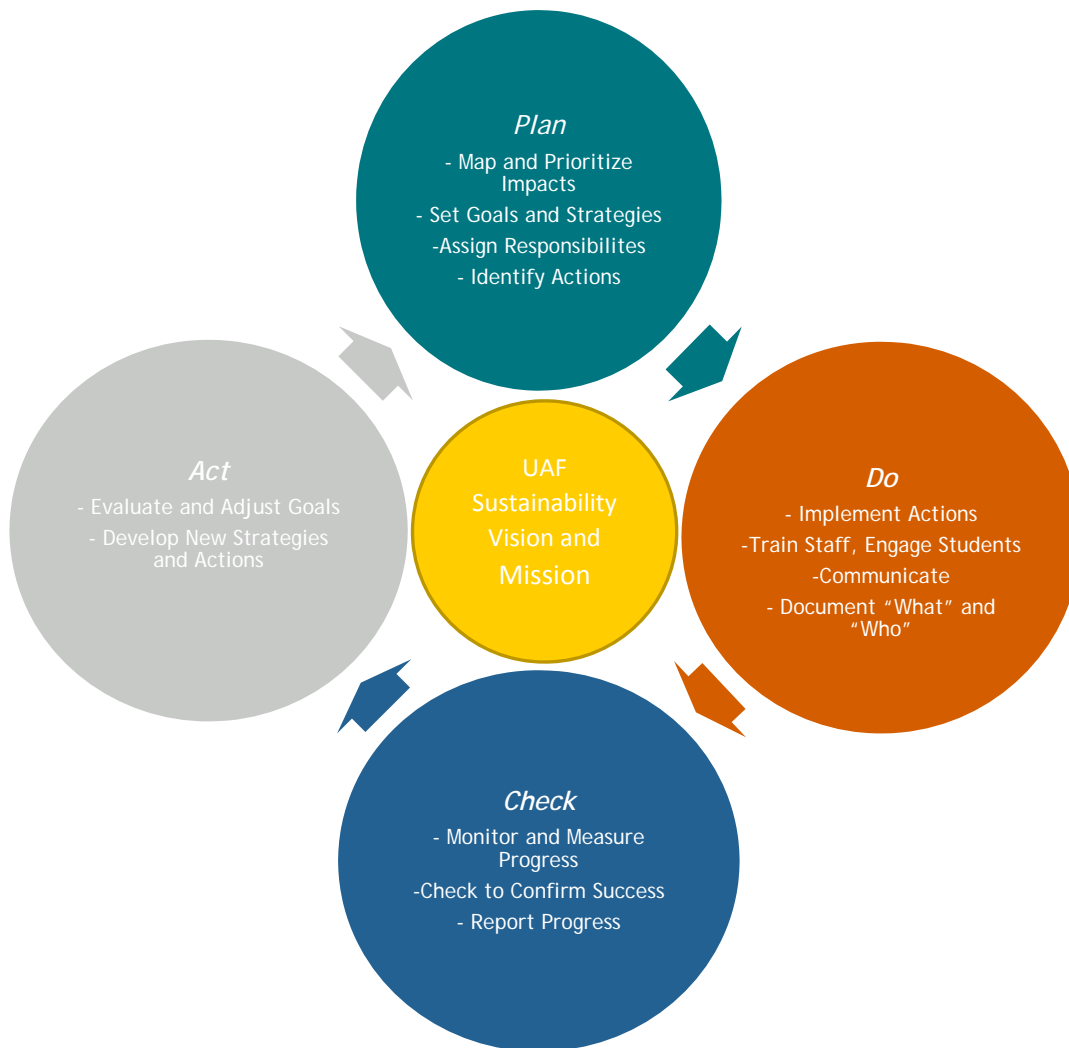 Plan
- Map and Prioritize
Impacts
- Set Goals and Strategies
-Assign Responsibilites
- Identify Actions
Act
- Evaluate and Adjust Goals
- Develop New Strategies
and Actions
UAF
Sustainability
Vision and
Mission
Do
- Implement Actions
-Train Staff, Engage Students
-Communicate
- Document “What” and
“Who”
Check
- Monitor and Measure
Progress
-Check to Confirm Success
- Report Progress